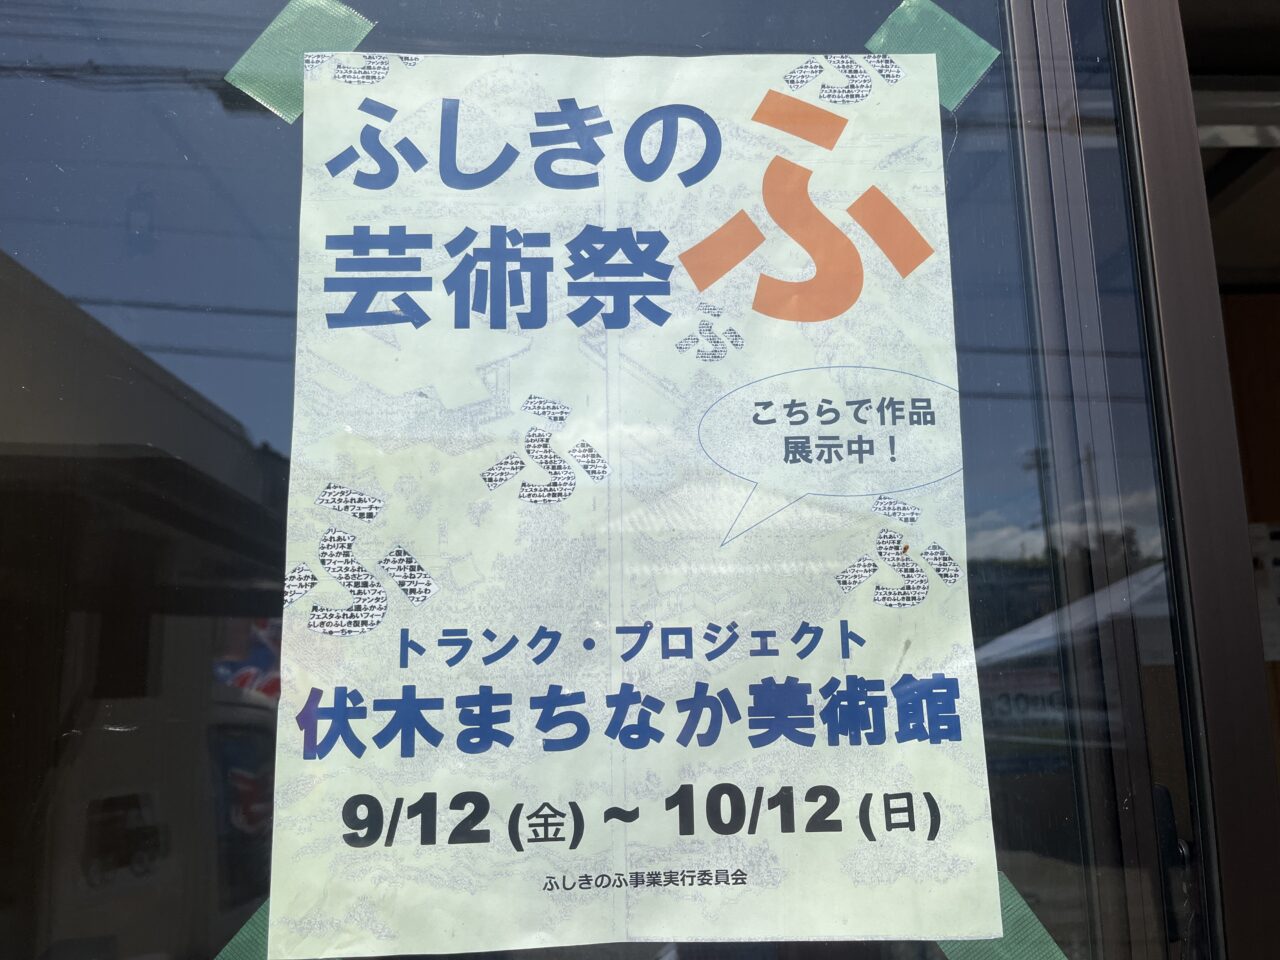 ふしきのふ
芸術祭
こちらで作品
展示中！
トランク・プロジェクト
伏木まちなか美術館
9/12(金)～10/12(日)
ふしきのふ事業実行委員会